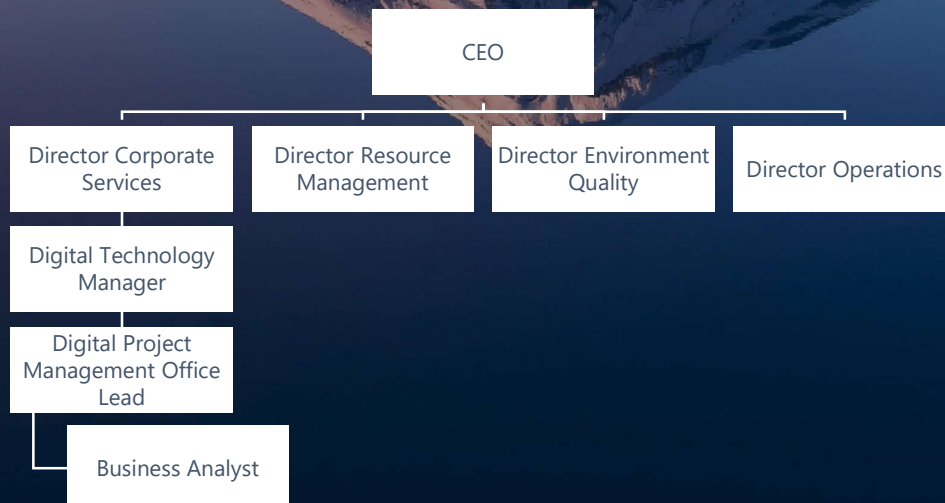 CEO
Director Corporate
Services
Director Resource
Management
Director Environment
Quality
Director Operations
Digital Technology
Manager
Digital Project
Management Office
Lead
Business Analyst